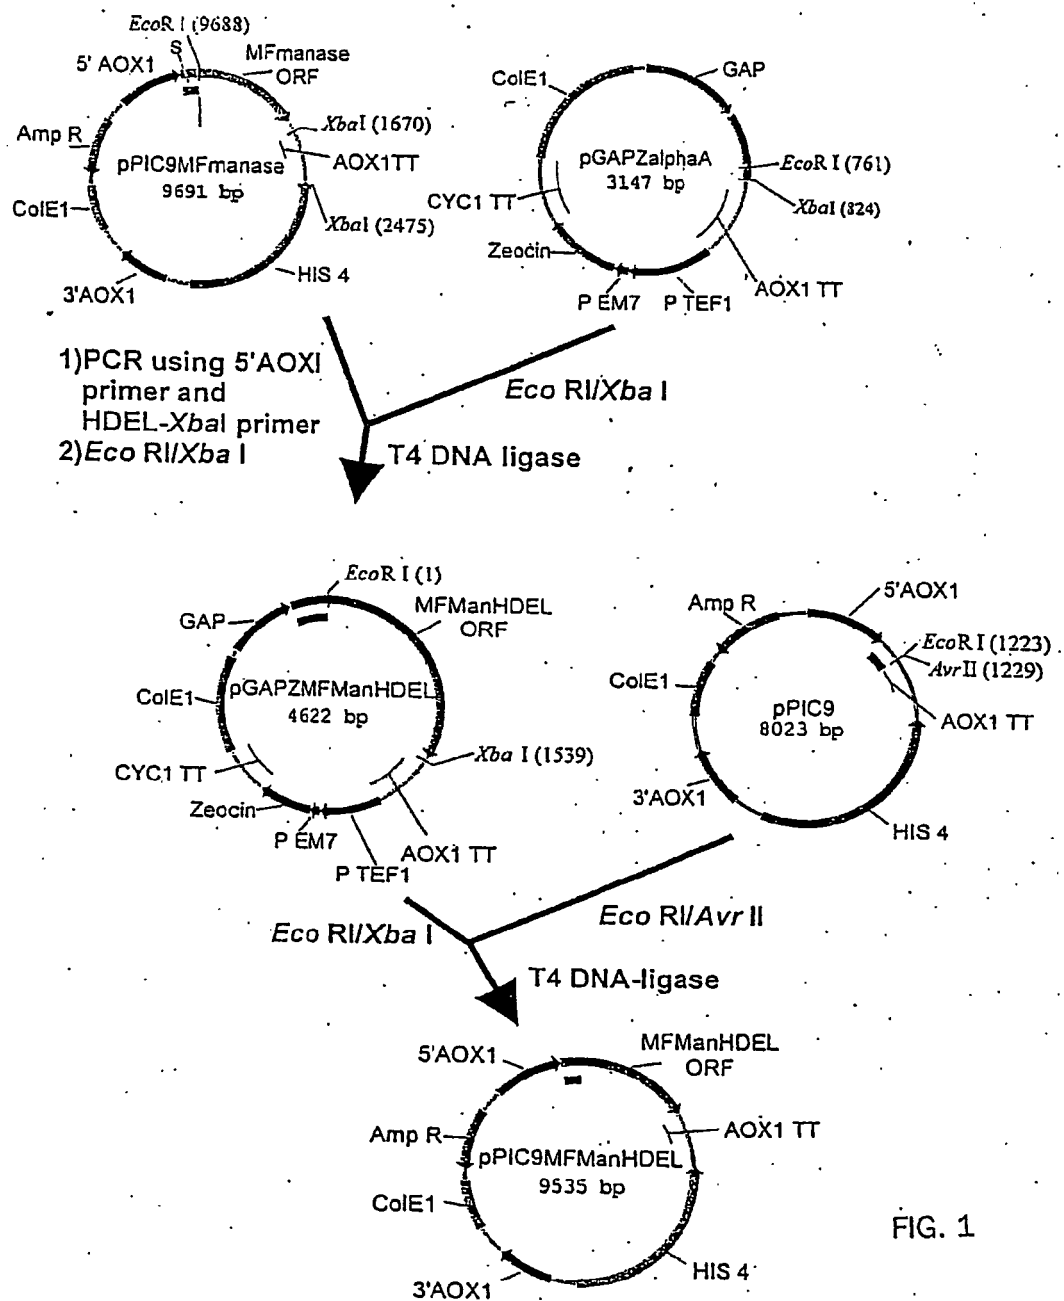 EcoR I (9688)
S
5' AOX1
MFmanase
ORF
Amp R
XbaI (1670)
AOX1TT
pPIC9MFmanase
9691 bp
ColE1
XbaI (2475)
HIS 4
3'AOX1
ColE1
GAP
pGAPZalphaA
3147 bp
EcoR I (761)
XbaI (824)
CYC1 TT
Zeocin
AOX1 TT
P EM7
P TEF1
1)PCR using 5'AOXI
primer and
HDEL-XbaI primer
2)Eco RI/Xba I
Eco RI/Xba I
T4 DNA ligase
EcoR I (1)
GAP
MFManHDEL
ORF
ColE1
pGAPZMFManHDEL
4622 bp
Xba I (1539)
CYC1 TT
Zeocin
P EM7
AOX1 TT
P TEF1
Amp R
5'AOX1
EcoR I (1223)
AvrII (1229)
ColE1
pPIC9
8023 bp
AOX1 TT
3'AOX1
HIS 4
Eco RI/Xba I
Eco RI/Avr II
T4 DNA-ligase
5'AOX1
MFManHDEL
ORF
Amp R
AOX1 TT
pPIC9MFManHDEL
9535 bp
ColE1
HIS 4
3'AOX1
FIG. 1